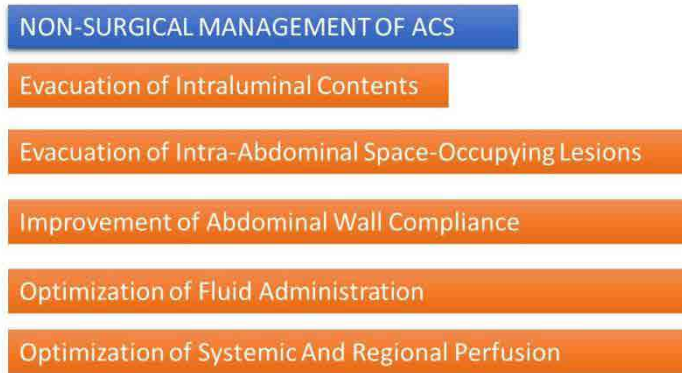 NON-SURGICAL MANAGEMENT OF ACS
Evacuation of Intraluminal Contents
Evacuation of Intra-Abdominal Space-Occupying Lesions
Improvement of Abdominal Wall Compliance
Optimization of Fluid Administration
Optimization of Systemic And Regional Perfusion